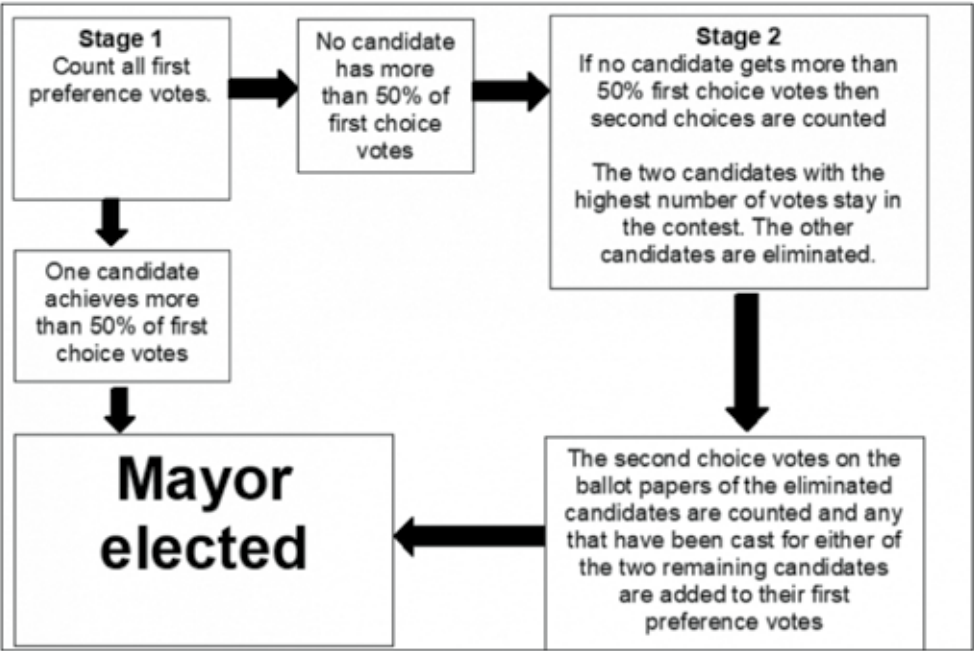 Stage 1
Count all first
preference votes.
No candidate
has more
than 50% of
first choice
votes
Stage 2
If no candidate gets more than
50% first choice votes then
second choices are counted
The two candidates with the
highest number of votes stay in
the contest. The other
candidates are eliminated.
One candidate
achieves more
than 50% of first
choice votes
The second choice votes on the
ballot papers of the eliminated
candidates are counted and any
that have been cast for either of
the two remaining candidates
are added to their first
preference votes
Mayor
elected